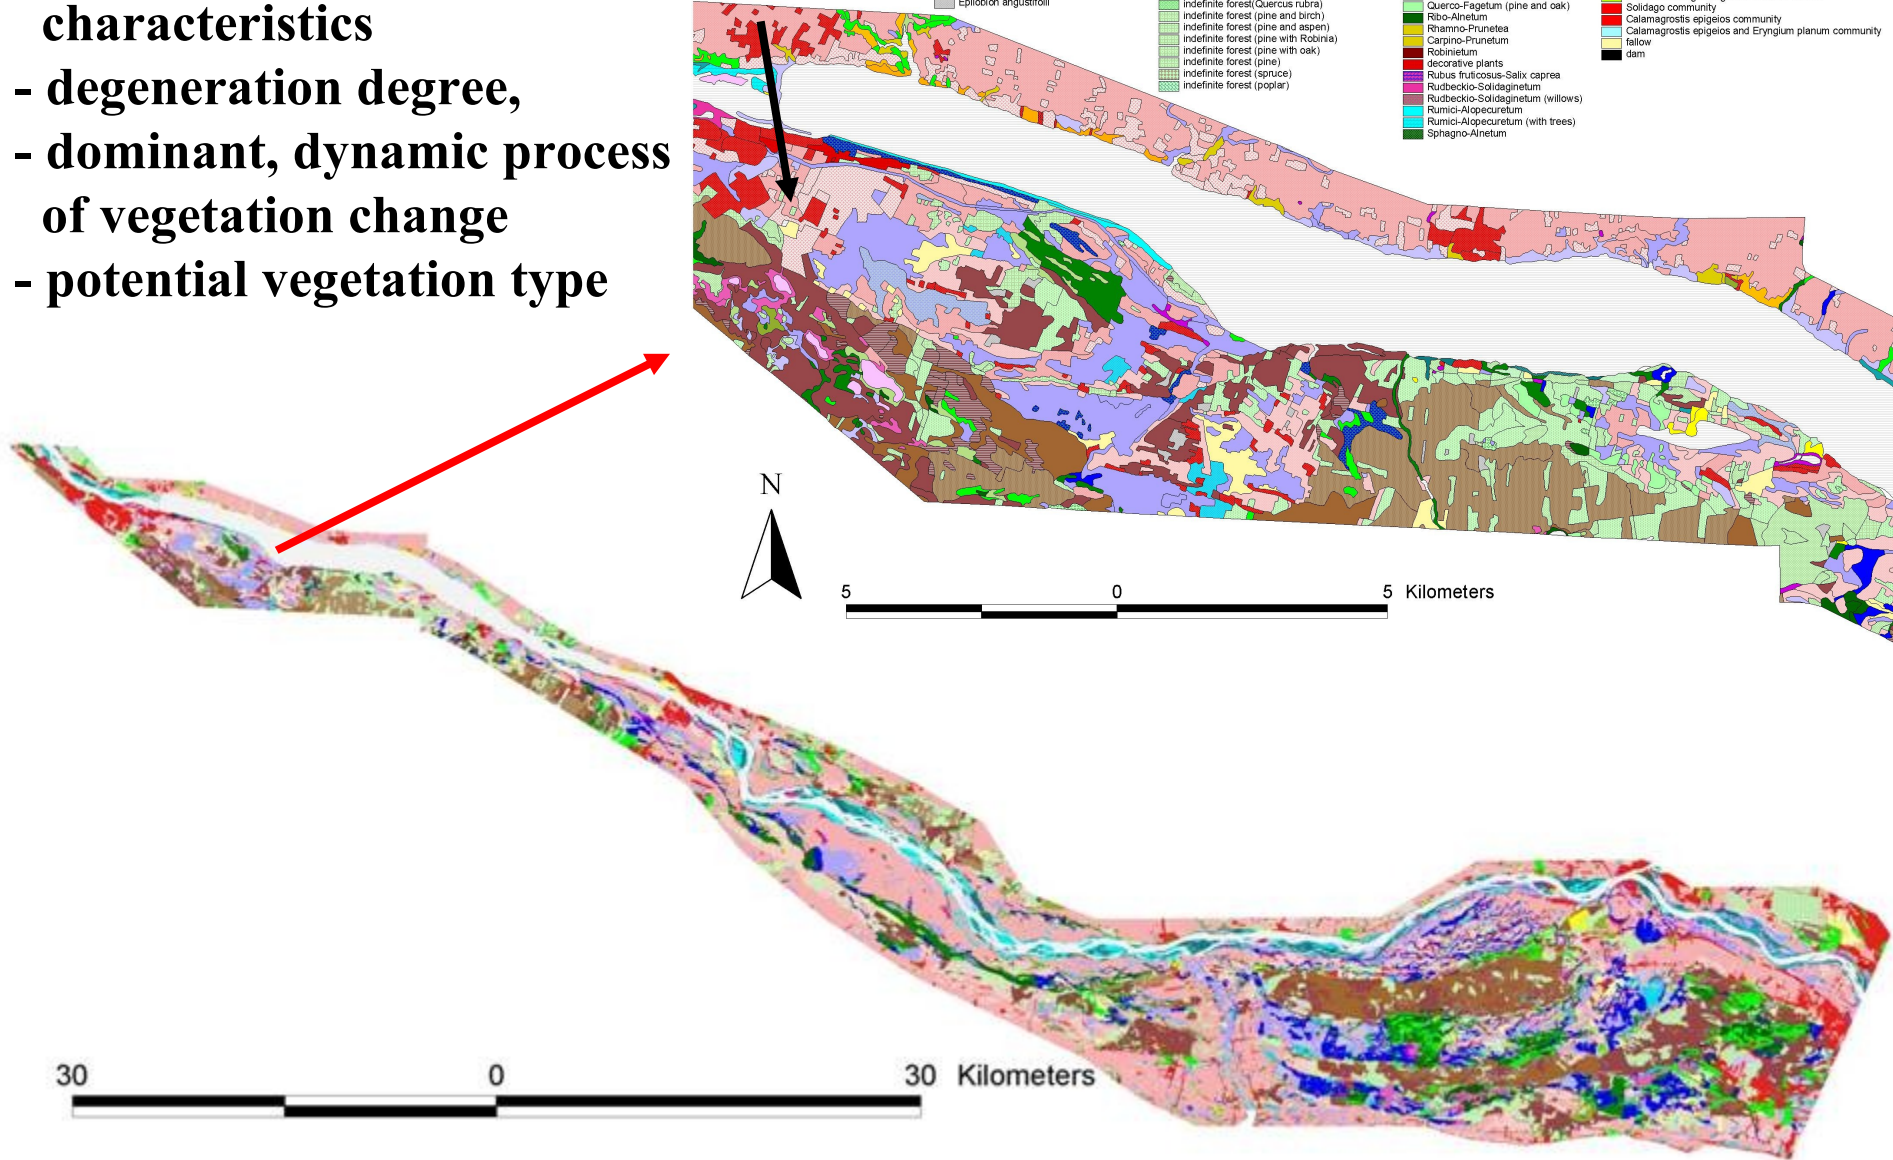 characteristics
- degeneration degree,
- dominant, dynamic process
of vegetation change
- potential vegetation type
Epilobion angustifolii
indefinite forest(Quercus rubra)
indefinite forest (pine and birch)
indefinite forest (pine and aspen)
indefinite forest (pine with Robinia)
indefinite forest (pine with oak)
indefinite forest (pine)
indefinite forest (spruce)
indefinite forest (poplar)
Querco-Fagetum (pine and oak)
Ribo-Alnetum
Rhamno-Prunetea
Carpino-Prunetum
Robinietum
decorative plants
Rubus fruticosus-Salix caprea
Rudbeckio-Solidaginetum
Rudbeckio-Solidaginetum (willows)
Rumici-Alopecuretum
Rumici-Alopecuretum (with trees)
Sphagno-Alnetum
Solidago community
Calamagrostis epigeios community
Calamagrostis epigeios and Eryngium planum community
fallow
dam
N
5 0 5 Kilometers
30 0 30 Kilometers